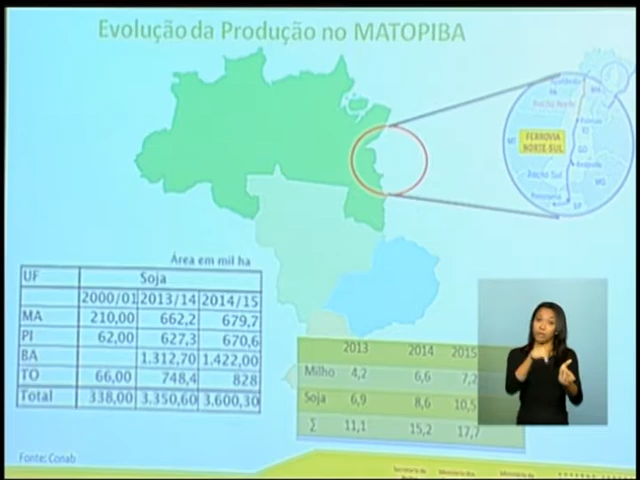 Evolução da Produção no MATOPIBA
FERROVIA
NORTE SUL
Área em mil ha
UF Soja
2000/01 2013/14 2014/15
MA 210,00 662,2 679,7
PI 62,00 627,3 670,6
BA 1.312,70 1.422,00
TO 66,00 748,4 828
Total 338,00 3.350,60 3.600,30
2013 2014 2015
Milho 4,2 6,6 7,2
Soja 6,9 8,6 10,5
∑ 11,1 15,2 17,7
Fonte: Conab